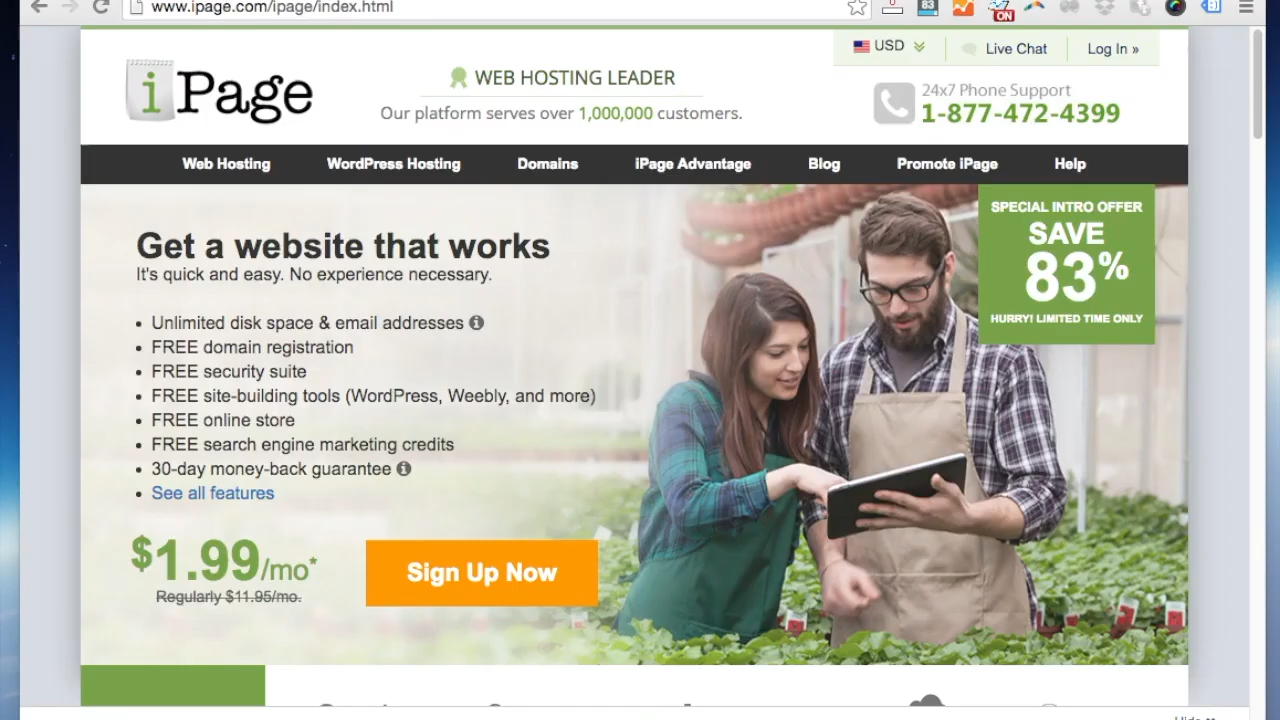 www.ipage.com/ipage/index.html
83
ON
USD
Live Chat
Log In »
iPage
WEB HOSTING LEADER
Our platform serves over 1,000,000 customers.
24x7 Phone Support
1-877-472-4399
Web Hosting
WordPress Hosting
Domains
iPage Advantage
Blog
Promote iPage
Help
SPECIAL INTRO OFFER
SAVE
83%
HURRY! LIMITED TIME ONLY
Get a website that works
It's quick and easy. No experience necessary.
Unlimited disk space & email addresses
FREE domain registration
FREE security suite
FREE site-building tools (WordPress, Weebly, and more)
FREE online store
FREE search engine marketing credits
30-day money-back guarantee
See all features
$1.99/mo*
Regularly $11.95/mo.
Sign Up Now